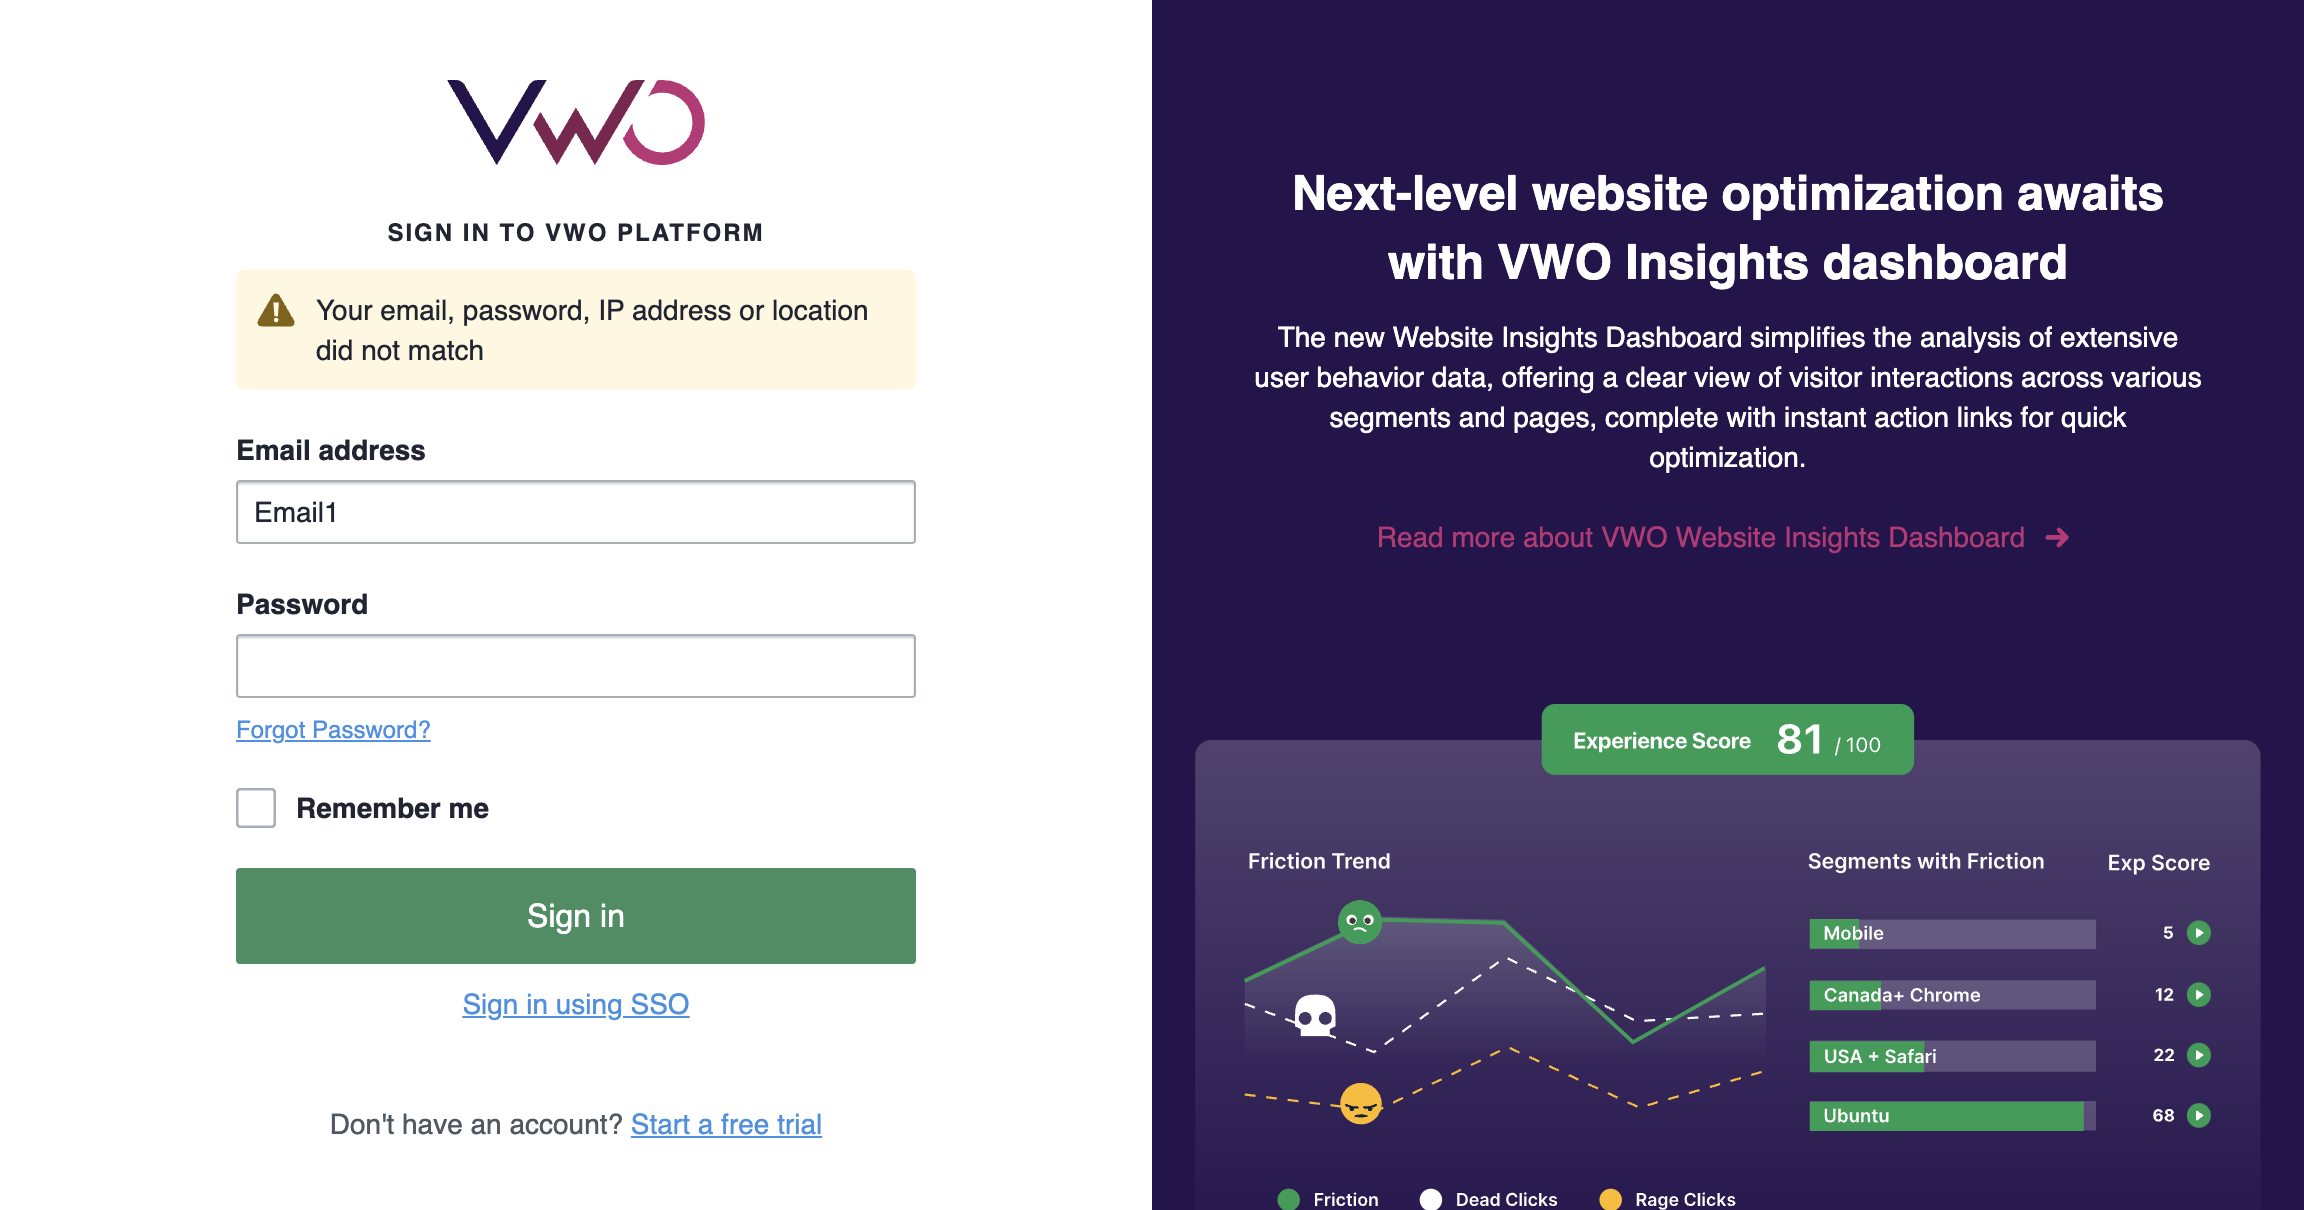 VWO
SIGN IN TO VWO PLATFORM
Your email, password, IP address or location
did not match
Email address
Email1
Password
Forgot Password?
Remember me
Sign in
Sign in using SSO
Don't have an account? Start a free trial
Next-level website optimization awaits
with VWO Insights dashboard
The new Website Insights Dashboard simplifies the analysis of extensive
user behavior data, offering a clear view of visitor interactions across various
segments and pages, complete with instant action links for quick
optimization.
Read more about VWO Website Insights Dashboard →
Experience Score 81 / 100
Friction Trend
Segments with Friction Exp Score
Mobile 5
Canada+ Chrome 12
USA + Safari 22
Ubuntu 68
Friction Dead Clicks Rage Clicks